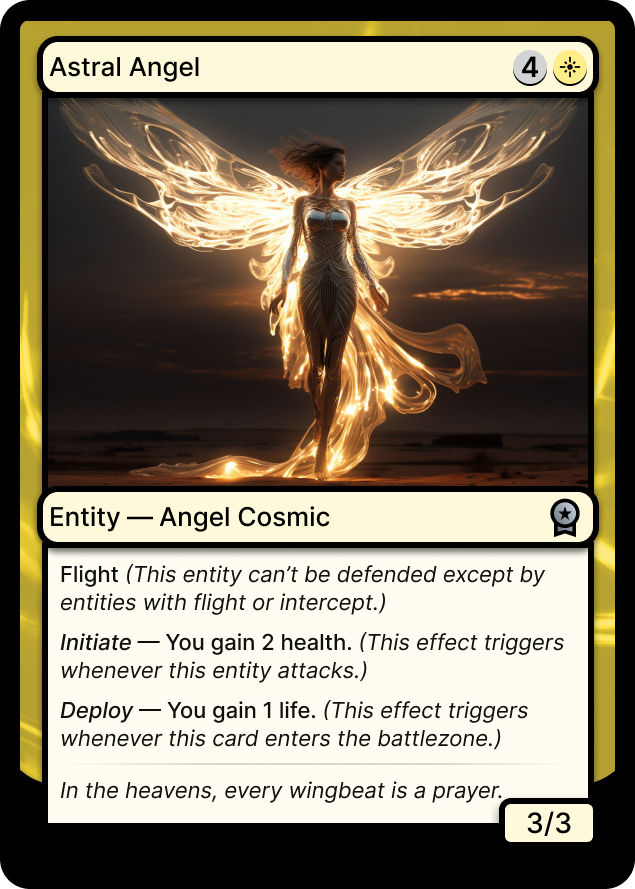 Astral Angel 4
Entity — Angel Cosmic
Flight (This entity can’t be defended except by
entities with flight or intercept.)
Initiate — You gain 2 health. (This effect triggers
whenever this entity attacks.)
Deploy — You gain 1 life. (This effect triggers
whenever this card enters the battlezone.)
In the heavens, every wingbeat is a prayer.
3/3